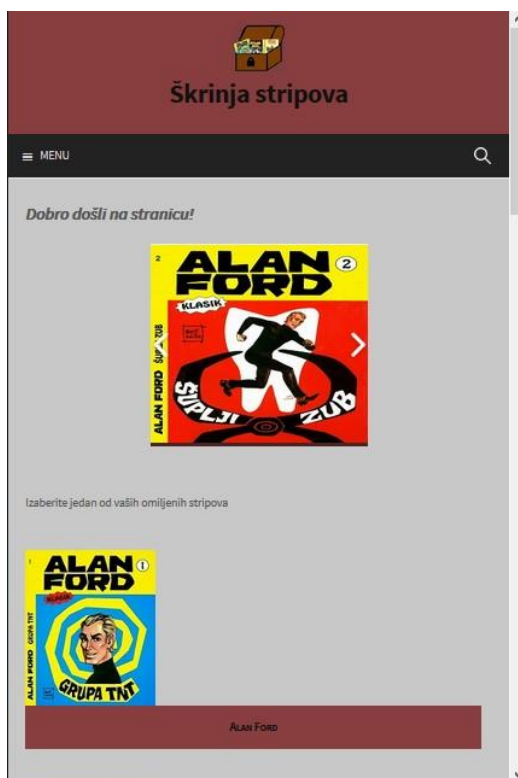 Škrinja stripova
≡ MENU
Dobro došli na stranicu!
2
ALAN
FORD
2
KLASIK
ALAN FORD ŠUPLJI ZUB
ŠUPLJI ZUB
Izaberite jedan od vaših omiljenih stripova
1
ALAN
FORD
1
KLASIK
ALAN FORD GRUPA TNT
GRUPA TNT
ALAN FORD